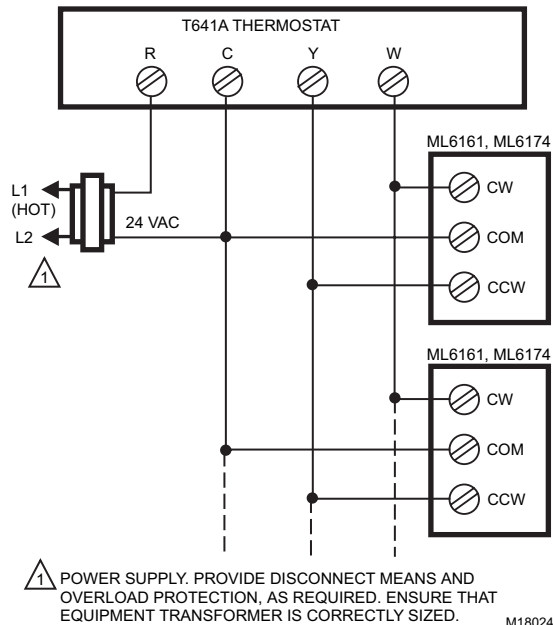 T641A THERMOSTAT
R C Y W
ML6161, ML6174
CW
COM
CCW
L1
(HOT)
L2
24 VAC
1
ML6161, ML6174
CW
COM
CCW
1 POWER SUPPLY. PROVIDE DISCONNECT MEANS AND
OVERLOAD PROTECTION, AS REQUIRED. ENSURE THAT
EQUIPMENT TRANSFORMER IS CORRECTLY SIZED.
M18024